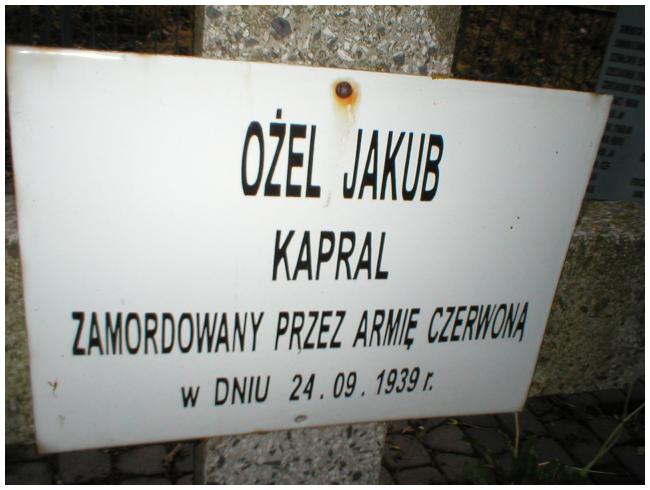 OŻEL JAKUB
KAPRAL
ZAMORDOWANY PRZEZ ARMIĘ CZERWONĄ
w DNIU 24.09.1939 r.